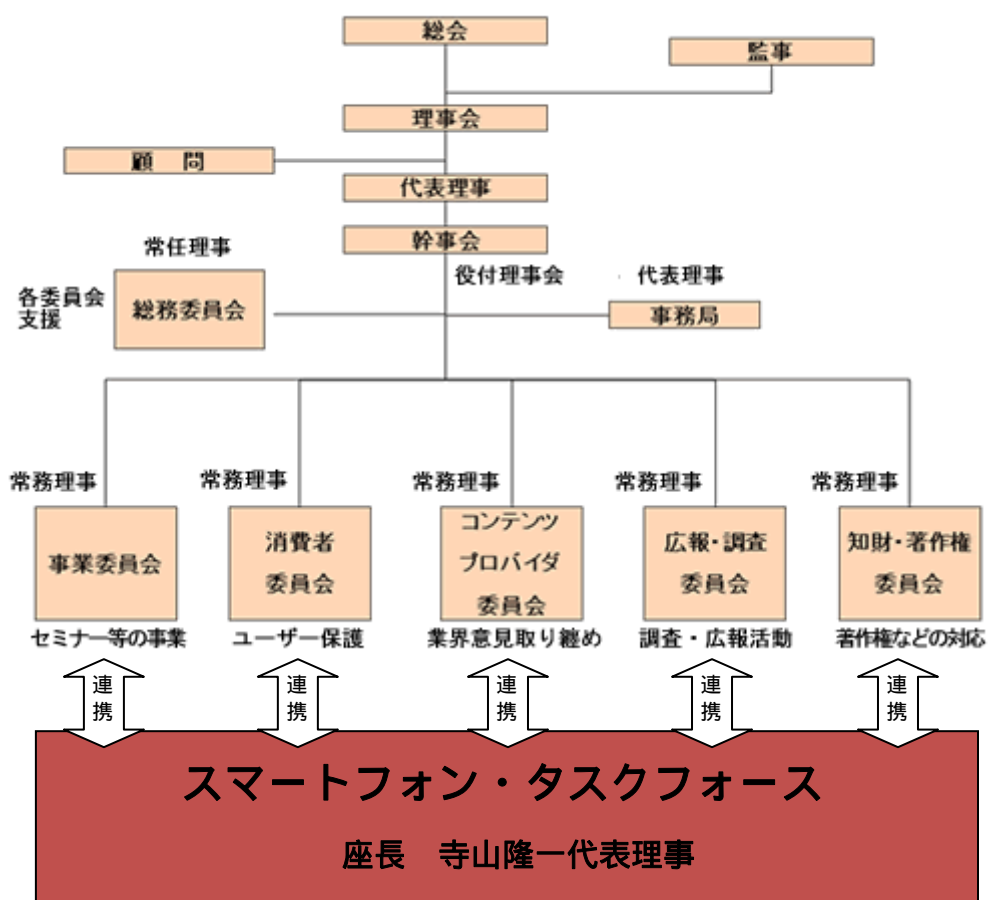 総会
監事
理事会
顧　問
代表理事
幹事会
常任理事
役付理事会
代表理事
各委員会
支援
総務委員会
事務局
常務理事
常務理事
常務理事
常務理事
常務理事
事業委員会
消費者
委員会
コンテンツ
プロバイダ
委員会
広報・調査
委員会
知財・著作権
委員会
セミナー等の事業
ユーザー保護
業界意見取り継め
調査・広報活動
著作権などの対応
連
携
連
携
連
携
連
携
連
携
スマートフォン・タスクフォース
座長　寺山隆一代表理事